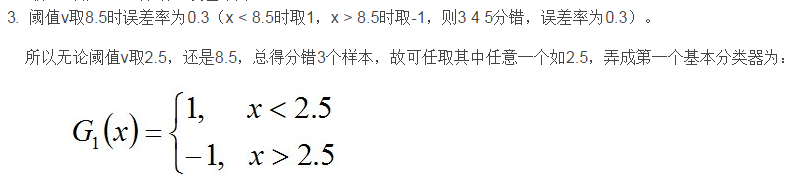 3. 阈值v取8.5时误差率为0.3（x < 8.5时取1，x > 8.5时取-1，则3 4 5分错，误差率为0.3）。
所以无论阈值v取2.5，还是8.5，总得分错3个样本，故可任取其中任意一个如2.5，弄成第一个基本分类器为：
G₁(x) = { 1, x < 2.5
−1, x > 2.5